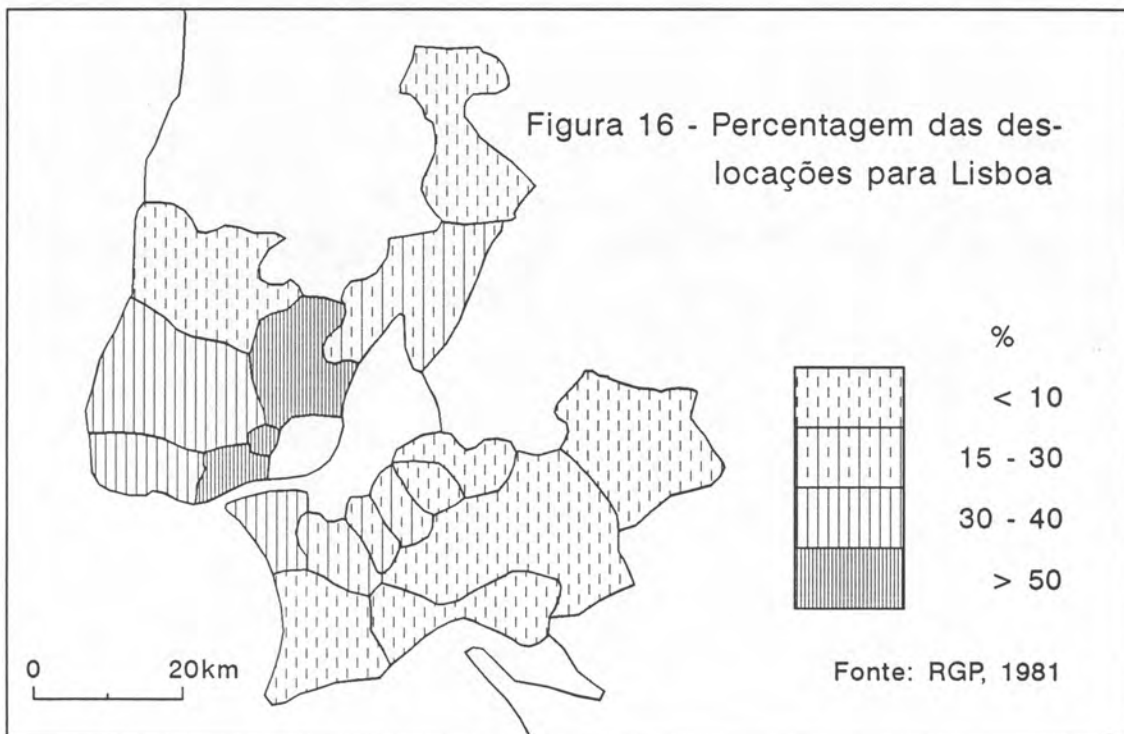 Figura 16 - Percentagem das des-
locações para Lisboa
%
< 10
15 - 30
30 - 40
> 50
0 20km
Fonte: RGP, 1981